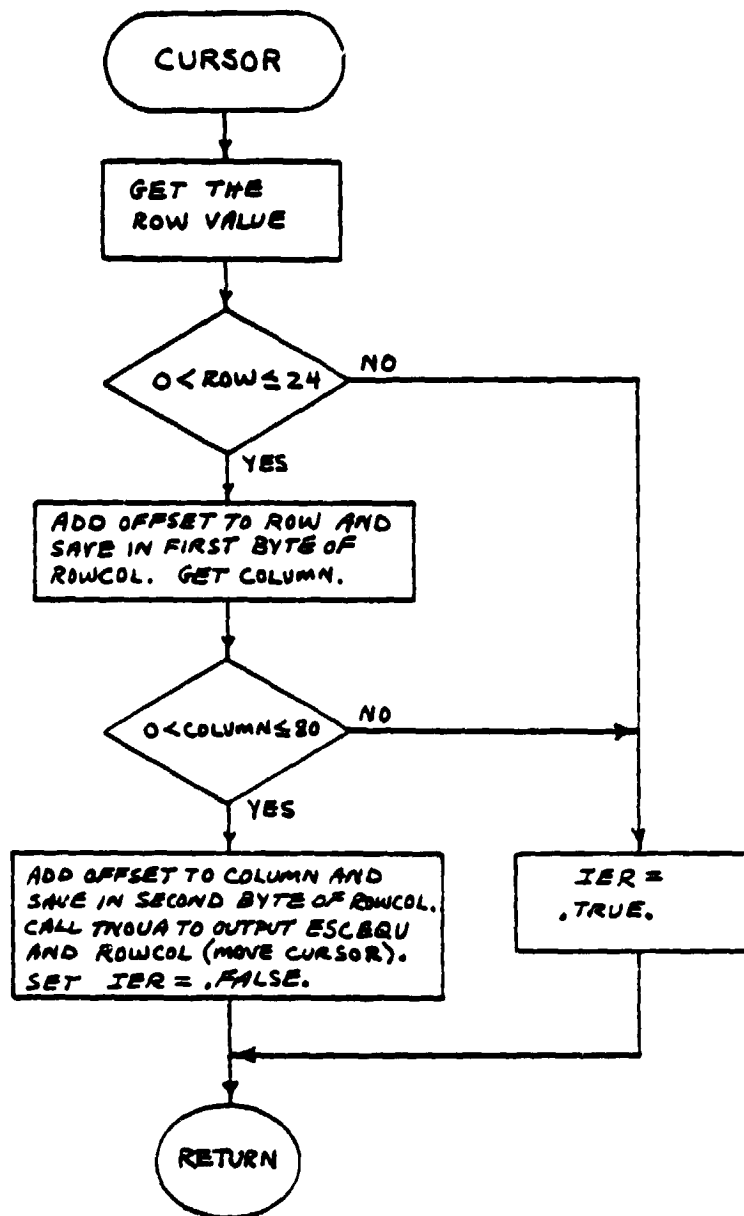 CURSOR
GET THE
ROW VALUE
0 < ROW ≤ 24
NO
YES
ADD OFFSET TO ROW AND
SAVE IN FIRST BYTE OF
ROWCOL. GET COLUMN.
0 < COLUMN ≤ 80
NO
YES
ADD OFFSET TO COLUMN AND
SAVE IN SECOND BYTE OF ROWCOL.
CALL TNOUA TO OUTPUT ESCEQU
AND ROWCOL (MOVE CURSOR).
SET IER = .FALSE.
IER =
.TRUE.
RETURN